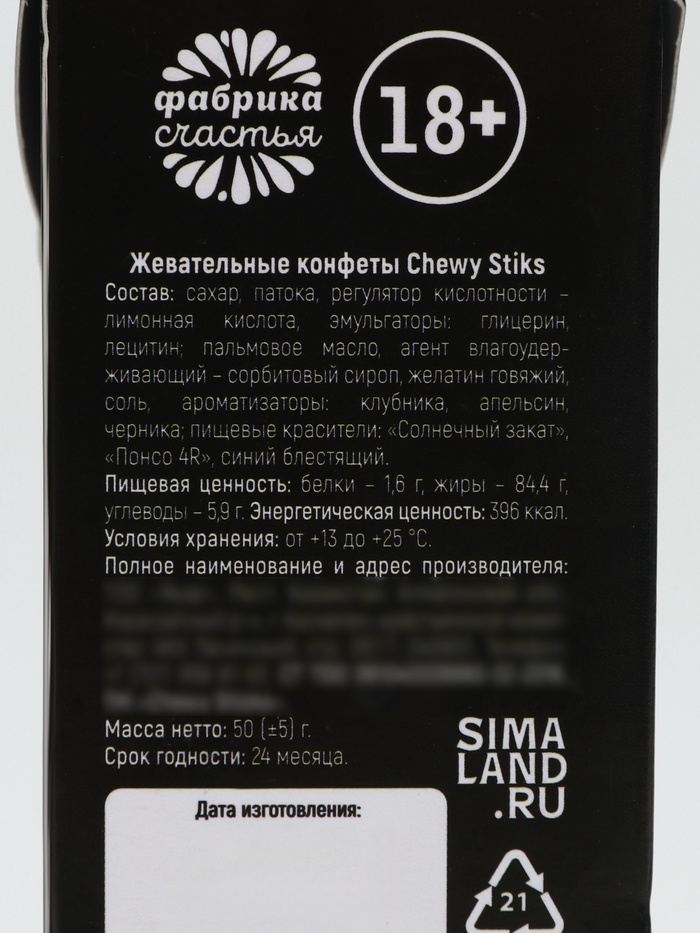 фабрика
счастья
18+
Жевательные конфеты Chewy Stiks
Состав: сахар, патока, регулятор кислотности –
лимонная кислота, эмульгаторы: глицерин,
лецитин; пальмовое масло, агент влагоудер-
живающий – сорбитовый сироп, желатин говяжий,
соль, ароматизаторы: клубника, апельсин,
черника; пищевые красители: «Солнечный закат»,
«Понсо 4R», синий блестящий.
Пищевая ценность: белки – 1,6 г, жиры – 84,4 г,
углеводы – 5,9 г. Энергетическая ценность: 396 ккал.
Условия хранения: от +13 до +25 °С.
Полное наименование и адрес производителя:
Масса нетто: 50 (±5) г.
Срок годности: 24 месяца.
Дата изготовления:
SIMA
LAND
.RU
21